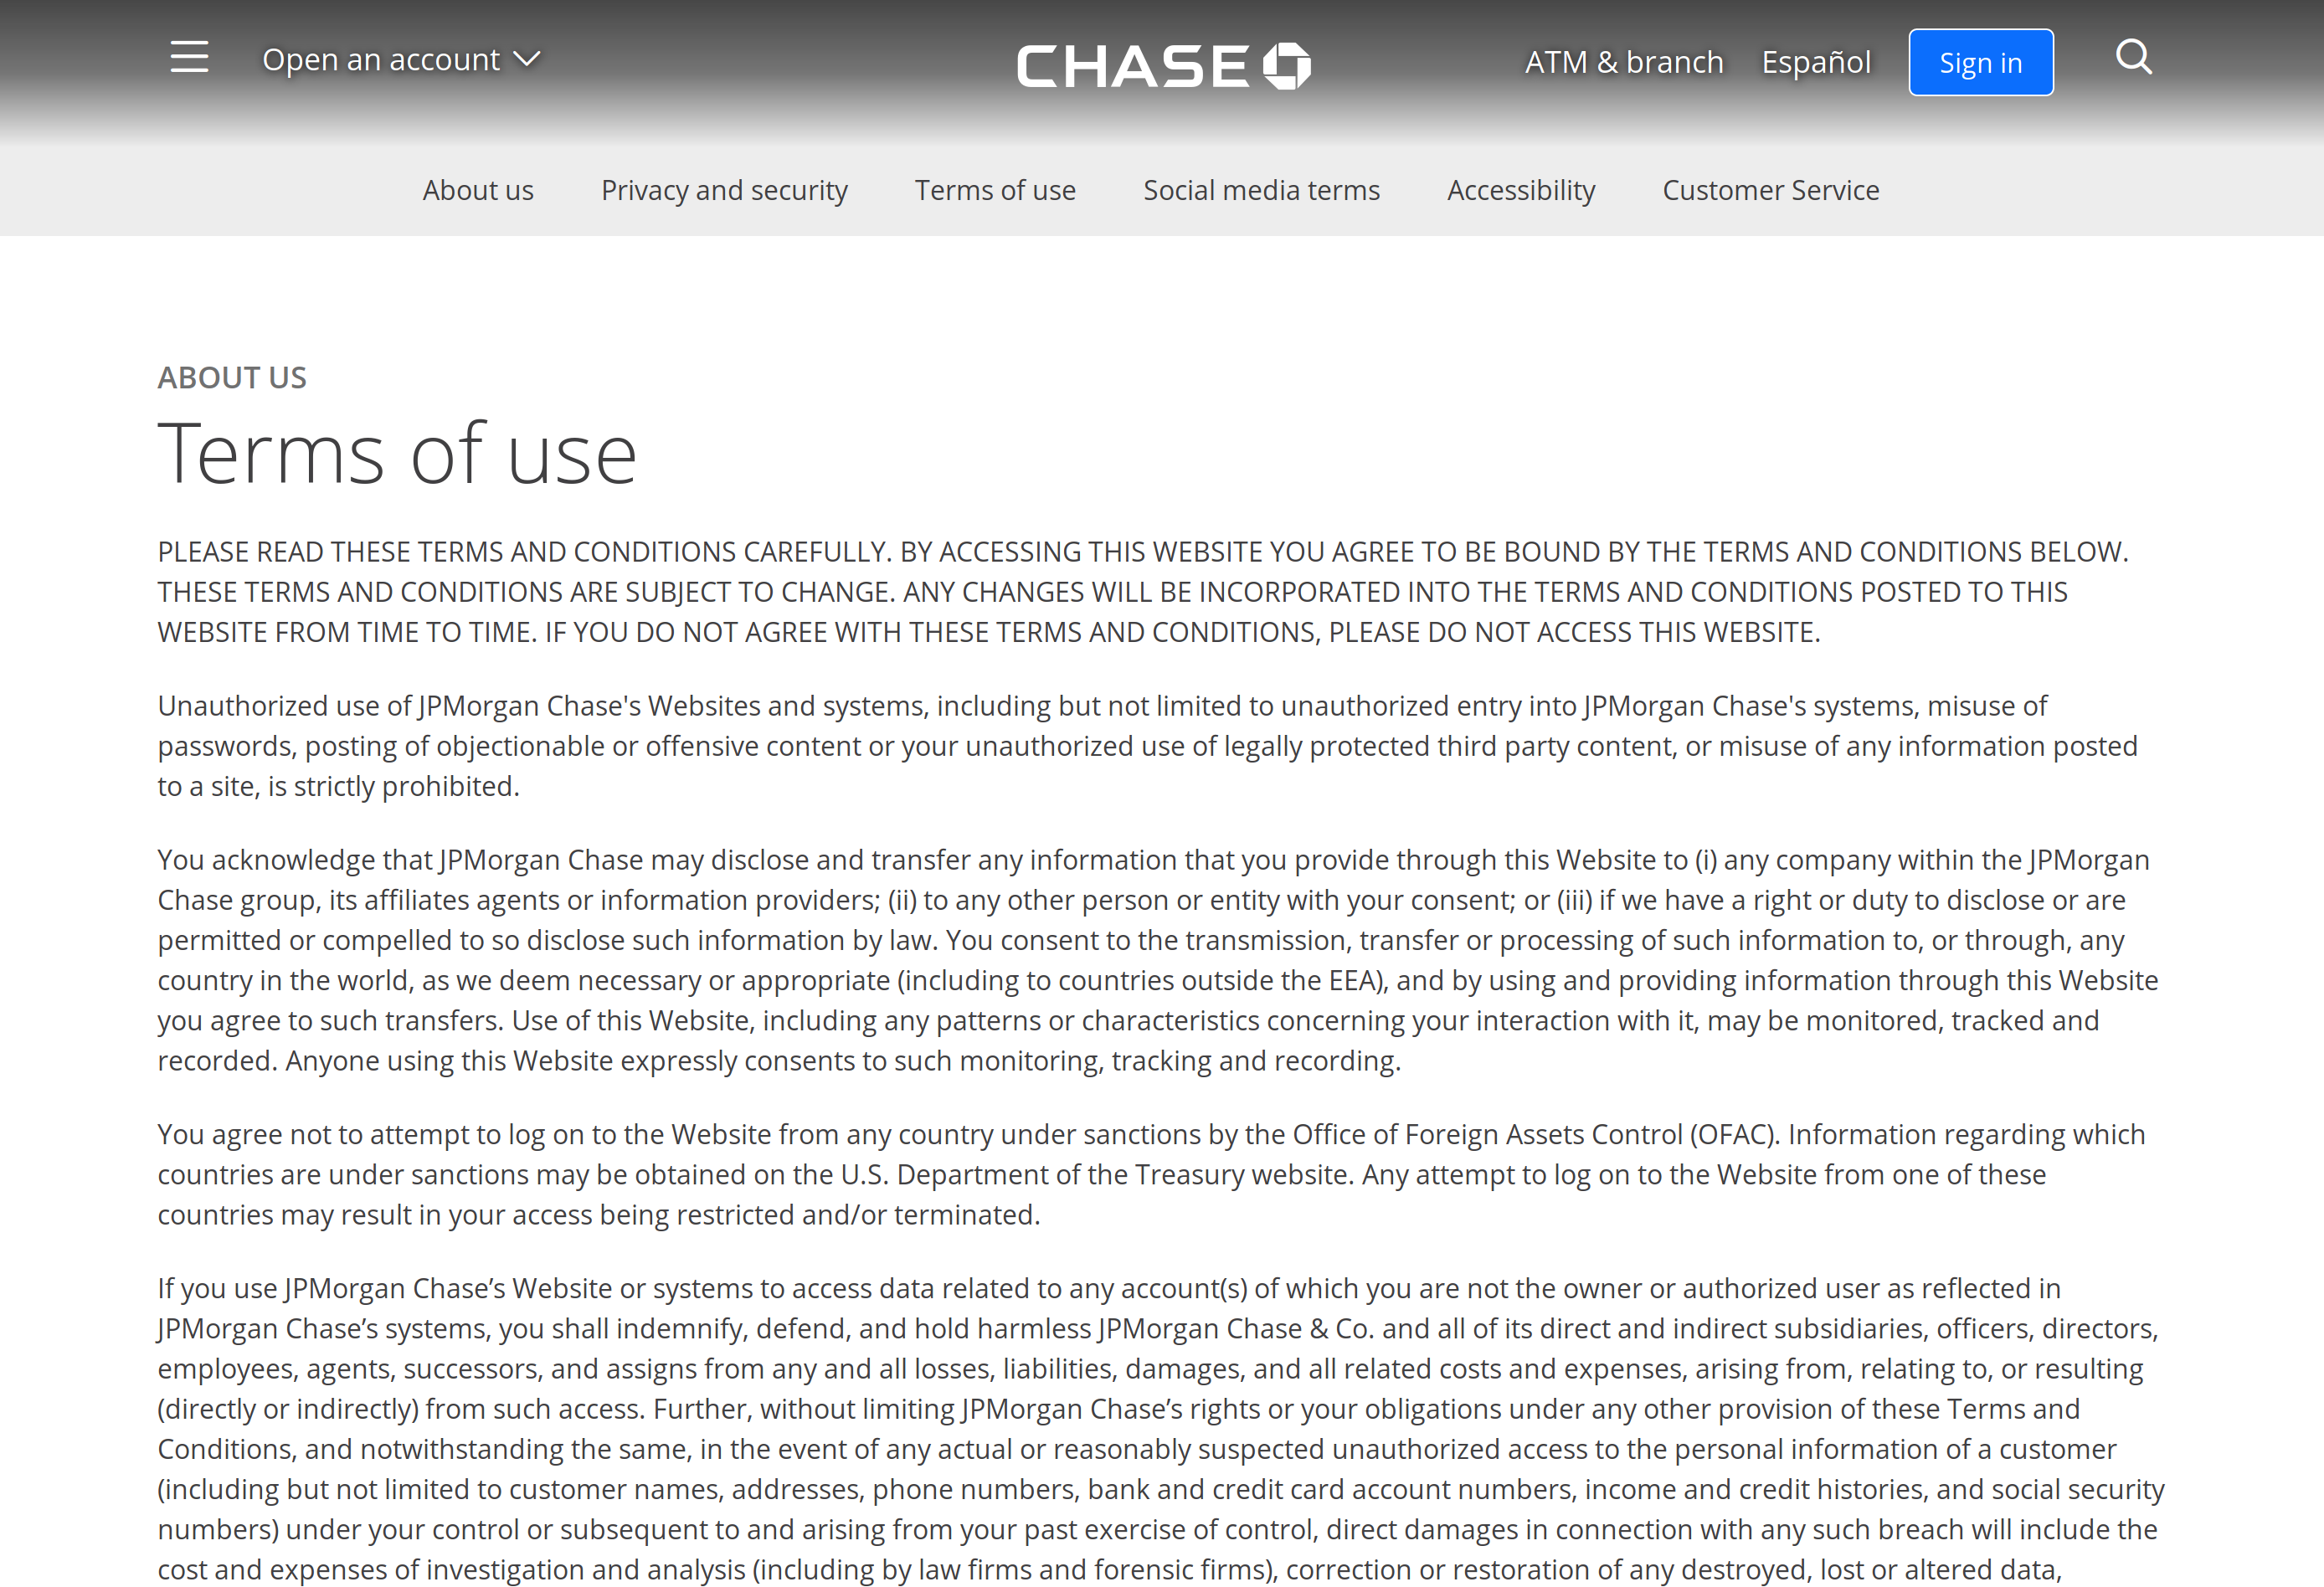 Open an account
CHASE
ATM & branch
Español
Sign in
About us
Privacy and security
Terms of use
Social media terms
Accessibility
Customer Service
ABOUT US
Terms of use
PLEASE READ THESE TERMS AND CONDITIONS CAREFULLY. BY ACCESSING THIS WEBSITE YOU AGREE TO BE BOUND BY THE TERMS AND CONDITIONS BELOW.
THESE TERMS AND CONDITIONS ARE SUBJECT TO CHANGE. ANY CHANGES WILL BE INCORPORATED INTO THE TERMS AND CONDITIONS POSTED TO THIS
WEBSITE FROM TIME TO TIME. IF YOU DO NOT AGREE WITH THESE TERMS AND CONDITIONS, PLEASE DO NOT ACCESS THIS WEBSITE.
Unauthorized use of JPMorgan Chase's Websites and systems, including but not limited to unauthorized entry into JPMorgan Chase's systems, misuse of
passwords, posting of objectionable or offensive content or your unauthorized use of legally protected third party content, or misuse of any information posted
to a site, is strictly prohibited.
You acknowledge that JPMorgan Chase may disclose and transfer any information that you provide through this Website to (i) any company within the JPMorgan
Chase group, its affiliates agents or information providers; (ii) to any other person or entity with your consent; or (iii) if we have a right or duty to disclose or are
permitted or compelled to so disclose such information by law. You consent to the transmission, transfer or processing of such information to, or through, any
country in the world, as we deem necessary or appropriate (including to countries outside the EEA), and by using and providing information through this Website
you agree to such transfers. Use of this Website, including any patterns or characteristics concerning your interaction with it, may be monitored, tracked and
recorded. Anyone using this Website expressly consents to such monitoring, tracking and recording.
You agree not to attempt to log on to the Website from any country under sanctions by the Office of Foreign Assets Control (OFAC). Information regarding which
countries are under sanctions may be obtained on the U.S. Department of the Treasury website. Any attempt to log on to the Website from one of these
countries may result in your access being restricted and/or terminated.
If you use JPMorgan Chase’s Website or systems to access data related to any account(s) of which you are not the owner or authorized user as reflected in
JPMorgan Chase’s systems, you shall indemnify, defend, and hold harmless JPMorgan Chase & Co. and all of its direct and indirect subsidiaries, officers, directors,
employees, agents, successors, and assigns from any and all losses, liabilities, damages, and all related costs and expenses, arising from, relating to, or resulting
(directly or indirectly) from such access. Further, without limiting JPMorgan Chase’s rights or your obligations under any other provision of these Terms and
Conditions, and notwithstanding the same, in the event of any actual or reasonably suspected unauthorized access to the personal information of a customer
(including but not limited to customer names, addresses, phone numbers, bank and credit card account numbers, income and credit histories, and social security
numbers) under your control or subsequent to and arising from your past exercise of control, direct damages in connection with any such breach will include the
cost and expenses of investigation and analysis (including by law firms and forensic firms), correction or restoration of any destroyed, lost or altered data,